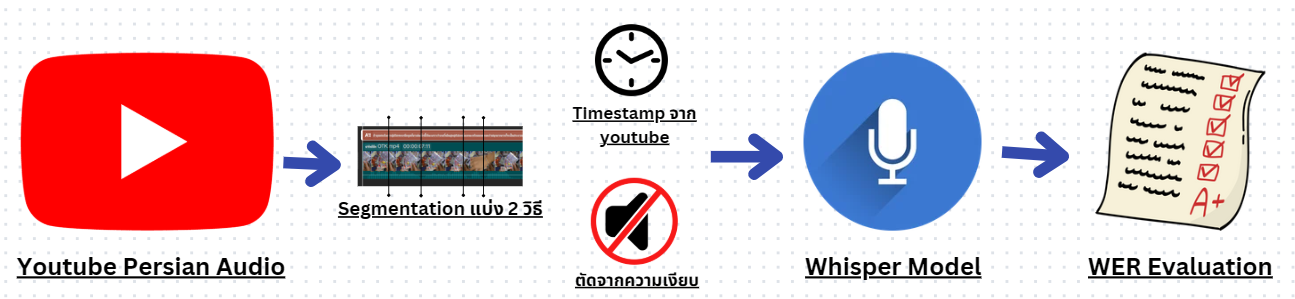 Youtube Persian Audio
Segmentation แบ่ง 2 วิธี
Timestamp จาก
youtube
ตัดจากความเงียบ
Whisper Model
A+
WER Evaluation